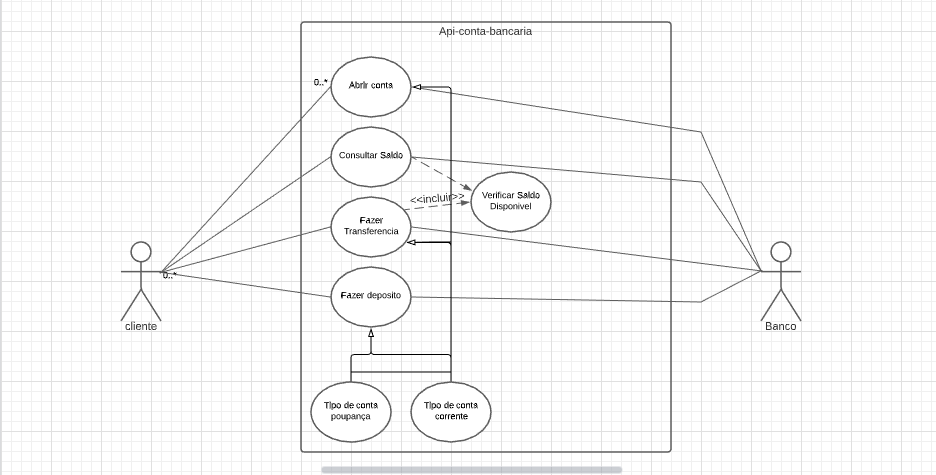 Api-conta-bancaria
0..*
Abrir conta
Consultar Saldo
<<incluir>>
Verificar Saldo
Disponivel
Fazer
Transferencia
0..*
Fazer deposito
cliente
Banco
Tipo de conta
poupança
Tipo de conta
corrente